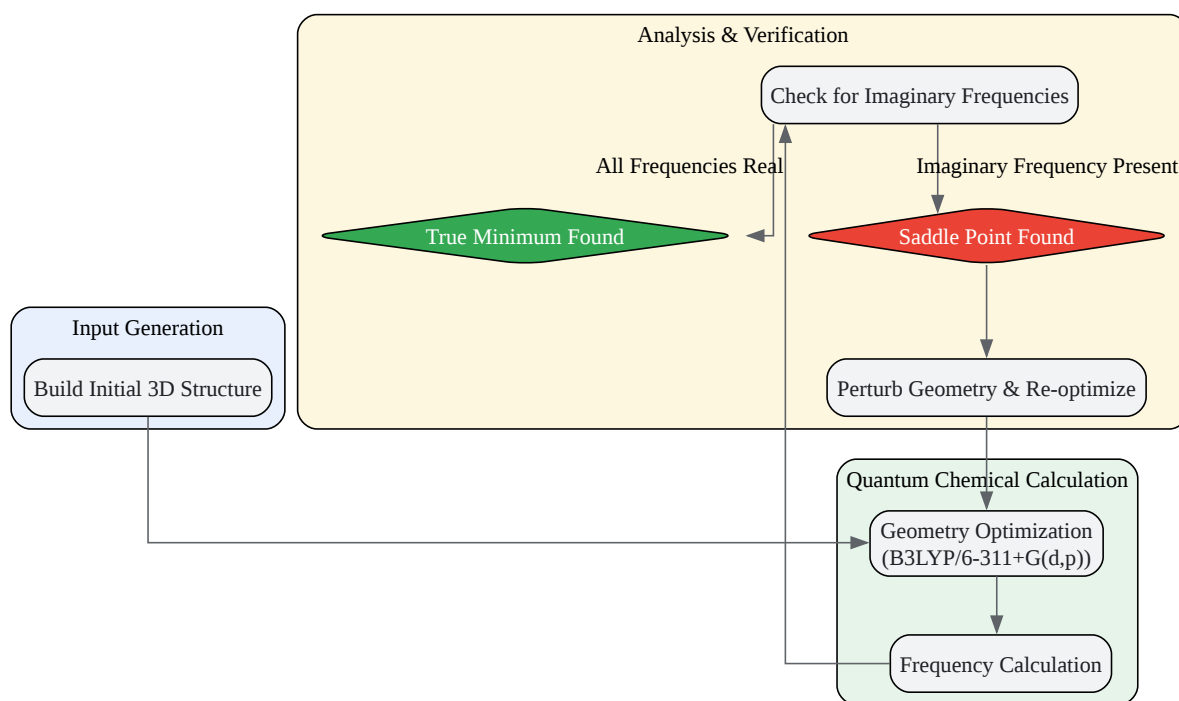 Analysis & Verification
Check for Imaginary Frequencies
All Frequencies Real
Imaginary Frequency Present
True Minimum Found
Saddle Point Found
Input Generation
Build Initial 3D Structure
Perturb Geometry & Re-optimize
Quantum Chemical Calculation
Geometry Optimization
(B3LYP/6-311+G(d,p))
Frequency Calculation